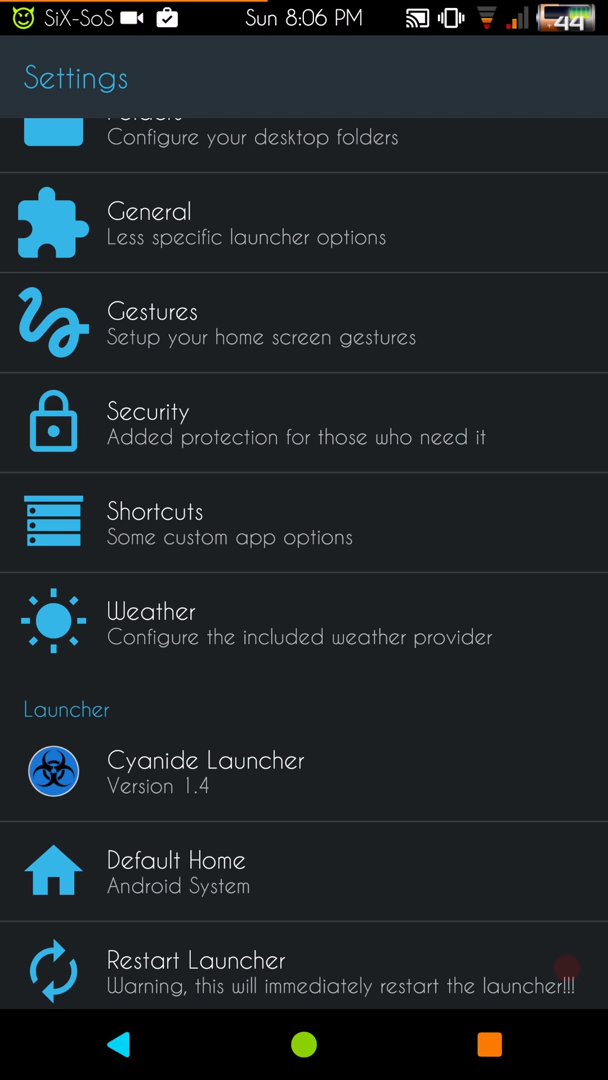 SiX-SoS
Sun 8:06 PM
44
Settings
Folders
Configure your desktop folders
General
Less specific launcher options
Gestures
Setup your home screen gestures
Security
Added protection for those who need it
Shortcuts
Some custom app options
Weather
Configure the included weather provider
Launcher
Cyanide Launcher
Version 1.4
Default Home
Android System
Restart Launcher
Warning, this will immediately restart the launcher!!!